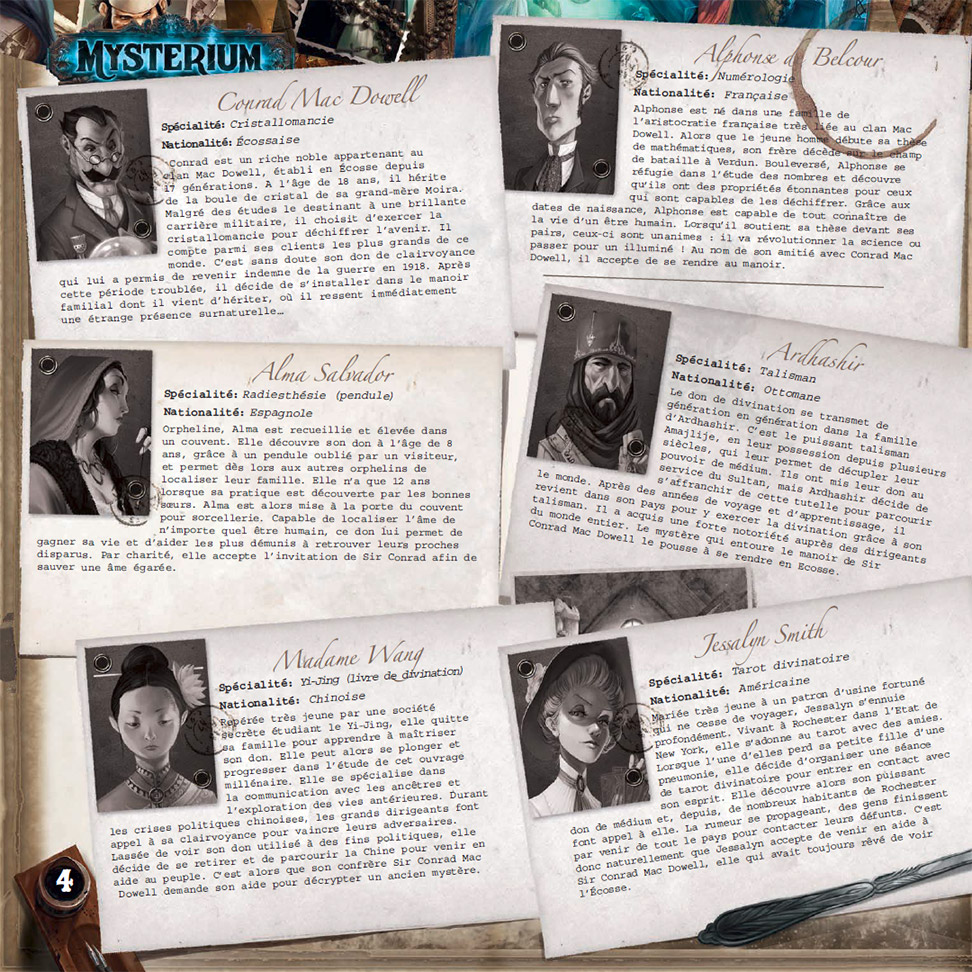 MYSTERIUM
Conrad Mac Dowell
Spécialité: Cristallomancie
Nationalité: Écossaise
Conrad est un riche noble appartenant au
clan Mac Dowell, établi en Écosse depuis
17 générations. A l'âge de 18 ans, il hérite
de la boule de cristal de sa grand-mère Moira.
Malgré des études le destinant à une brillante
carrière militaire, il choisit d'exercer la
cristallomancie pour déchiffrer l'avenir. Il
compte parmi ses clients les plus grands de ce
monde. C'est sans doute son don de clairvoyance
qui lui a permis de revenir indemne de la guerre en 1918. Après
cette période troublée, il décide de s'installer dans le manoir
familial dont il vient d'hériter, où il ressent immédiatement
une étrange présence surnaturelle…
Alphonse de Belcour
Spécialité: Numérologie
Nationalité: Française
Alphonse est né dans une famille de
l'aristocratie française très liée au clan Mac
Dowell. Alors que le jeune homme débute sa thèse
de mathématiques, son frère décède sur le champ
de bataille à Verdun. Bouleversé, Alphonse se
réfugie dans l'étude des nombres et découvre
qu'ils ont des propriétés étonnantes pour ceux
qui sont capables de les déchiffrer. Grâce aux
dates de naissance, Alphonse est capable de tout connaître de
la vie d'un être humain. Lorsqu'il soutient sa thèse devant ses
pairs, ceux-ci sont unanimes : il va révolutionner la science ou
passer pour un illuminé ! Au nom de son amitié avec Conrad Mac
Dowell, il accepte de se rendre au manoir.
Alma Salvador
Spécialité: Radiesthésie (pendule)
Nationalité: Espagnole
Orpheline, Alma est recueillie et élevée dans
un couvent. Elle découvre son don à l'âge de 8
ans, grâce à un pendule oublié par un visiteur,
et permet dès lors aux autres orphelins de
localiser leur famille. Elle n'a que 12 ans
lorsque sa pratique est découverte par les bonnes
sœurs. Alma est alors mise à la porte du couvent
pour sorcellerie. Capable de localiser l'âme de
n'importe quel être humain, ce don lui permet de
gagner sa vie et d'aider les plus démunis à retrouver leurs proches
disparus. Par charité, elle accepte l'invitation de Sir Conrad afin de
sauver une âme égarée.
Ardhashir
Spécialité: Talisman
Nationalité: Ottomane
Le don de divination se transmet de
génération en génération dans la famille
d'Ardhashir. C'est le puissant talisman
Amajlije, en leur possession depuis plusieurs
siècles, qui leur permet de décupler leur
pouvoir de médium. Ils ont mis leur don au
service du Sultan, mais Ardhashir décide de
s'affranchir de cette tutelle pour parcourir
le monde. Après des années de voyage et d'apprentissage, il
revient dans son pays pour y exercer la divination grâce à son
talisman. Il a acquis une forte notoriété auprès des dirigeants
du monde entier. Le mystère qui entoure le manoir de Sir
Conrad Mac Dowell le pousse à se rendre en Ecosse.
Madame Wang
Spécialité: Yi-Jing (livre de divination)
Nationalité: Chinoise
Repérée très jeune par une société
secrète étudiant le Yi-Jing, elle quitte
sa famille pour apprendre à maîtriser
son don. Elle peut alors se plonger et
progresser dans l'étude de cet ouvrage
millénaire. Elle se spécialise dans
la communication avec les ancêtres et
l'exploration des vies antérieures. Durant
les crises politiques chinoises, les grands dirigeants font
appel à sa clairvoyance pour vaincre leurs adversaires.
Lassée de voir son don utilisé à des fins politiques, elle
décide de se retirer et de parcourir la Chine pour venir en
aide au peuple. C'est alors que son confrère Sir Conrad Mac
Dowell demande son aide pour décrypter un ancien mystère.
Jessalyn Smith
Spécialité: Tarot divinatoire
Nationalité: Américaine
Mariée très jeune à un patron d'usine fortuné
qui ne cesse de voyager, Jessalyn s'ennuie
profondément. Vivant à Rochester dans l'Etat de
New York, elle s'adonne au tarot avec des amies.
Lorsque l'une d'elles perd sa petite fille d'une
pneumonie, elle décide d'organiser une séance
de tarot divinatoire pour entrer en contact avec
son esprit. Elle découvre alors son puissant
don de médium et, depuis, de nombreux habitants de Rochester
font appel à elle. La rumeur se propageant, des gens finissent
par venir de tout le pays pour contacter leurs défunts. C'est
donc naturellement que Jessalyn accepte de venir en aide à
Sir Conrad Mac Dowell, elle qui avait toujours rêvé de voir
l'Écosse.
4